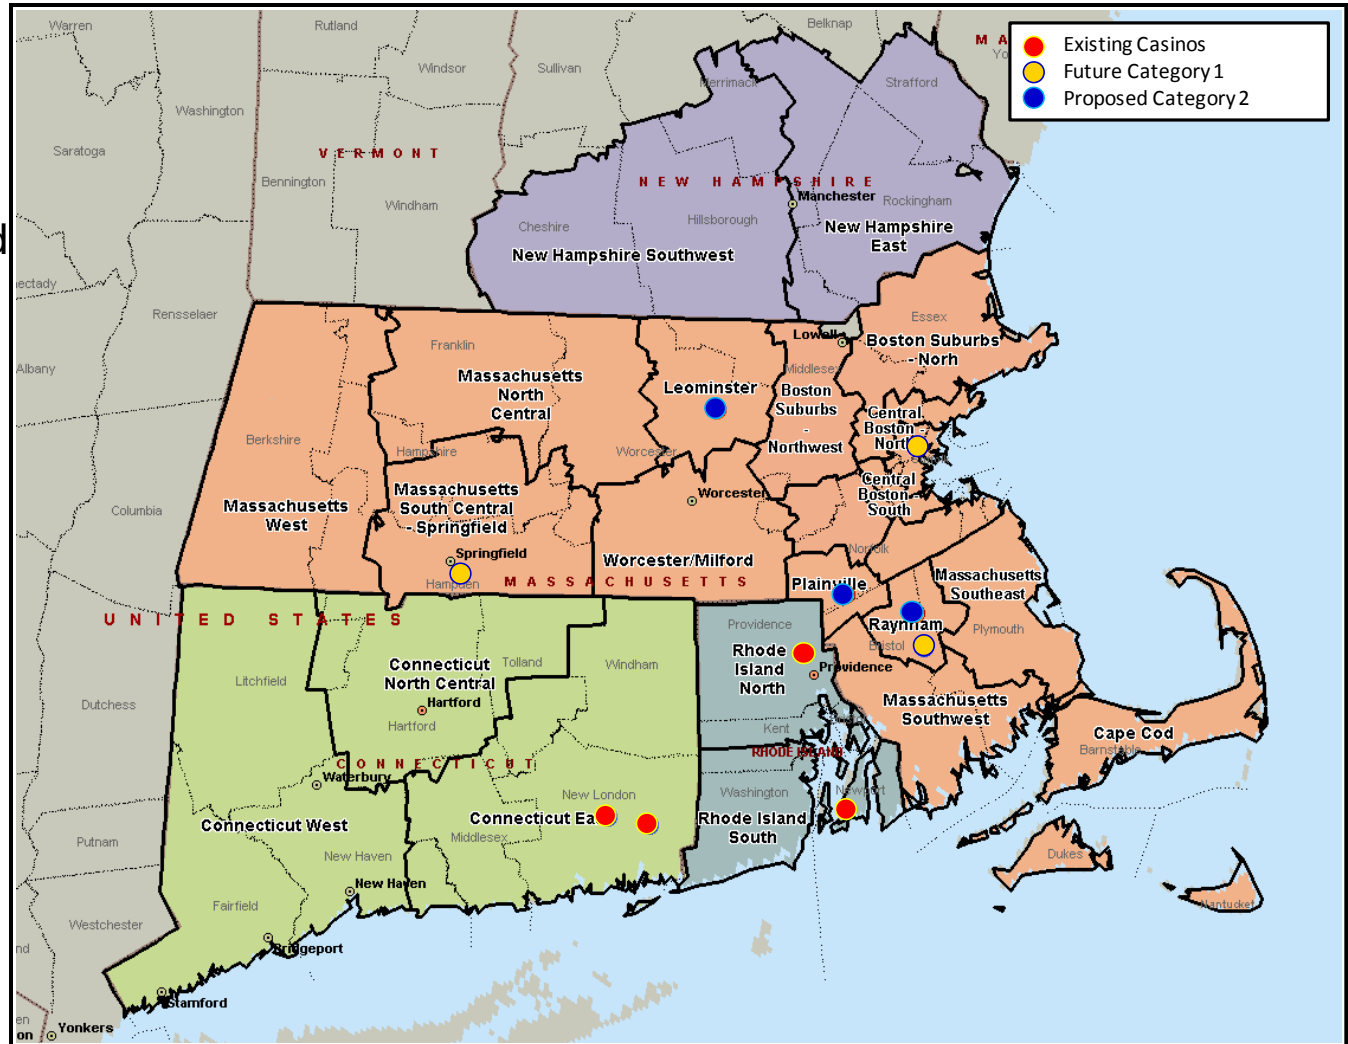 Warren
Rutland
Belknap
Existing Casinos
Future Category 1
Proposed Category 2
M A
Yo
Windsor
Sullivan
Merrimack
Strafford
Washington
Saratoga
V E R M O N T
Bennington
Windham
N E W H A M P S H I R E
Manchester
Rockingham
Cheshire
Hillsborough
New Hampshire
East
New Hampshire Southwest
d
ectady
Rensselaer
Essex
Franklin
Lowell
Boston Suburbs
- Norh
Albany
Massachusetts
North
Central
Leominster
Middlesex
Boston
Suburbs
-
Northwest
Central
Boston -
North
Berkshire
Hampshire
Worcester
Columbia
Massachusetts
West
Massachusetts
South Central
- Springfield
Worcester
Central
Boston -
South
Springfield
Hampden
Worcester/Milford
Norfolk
M A S S A C H U S E T T S
Plainville
Massachusetts
Southeast
U N I T E D S T A T E S
Providence
Raynham
Plymouth
Bristol
Connecticut
North Central
Tolland
Windham
Rhode
Island
North
Providence
Litchfield
Hartford
Hartford
Dutchess
Massachusetts
Southwest
Kent
Cape Cod
Barnstable
C O N N E C T I C U T
RHODE ISLAND
Waterbury
New London
Washington
Newport
Connecticut West
Connecticut Ea
Middlesex
Rhode Island
South
Putnam
New Haven
Dukes
New Haven
Fairfield
Nantucket
Westchester
nd
Bridgeport
Stamford
en
on
Yonkers